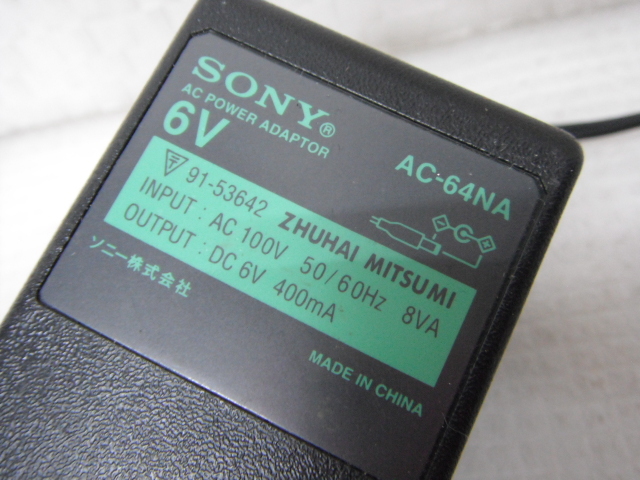 SONY®
AC POWER ADAPTOR
6V
AC-64NA
91-53642 ZHUHAI MITSUMI
INPUT : AC 100V 50/60Hz 8VA
OUTPUT : DC 6V 400mA
ソニー株式会社
MADE IN CHINA